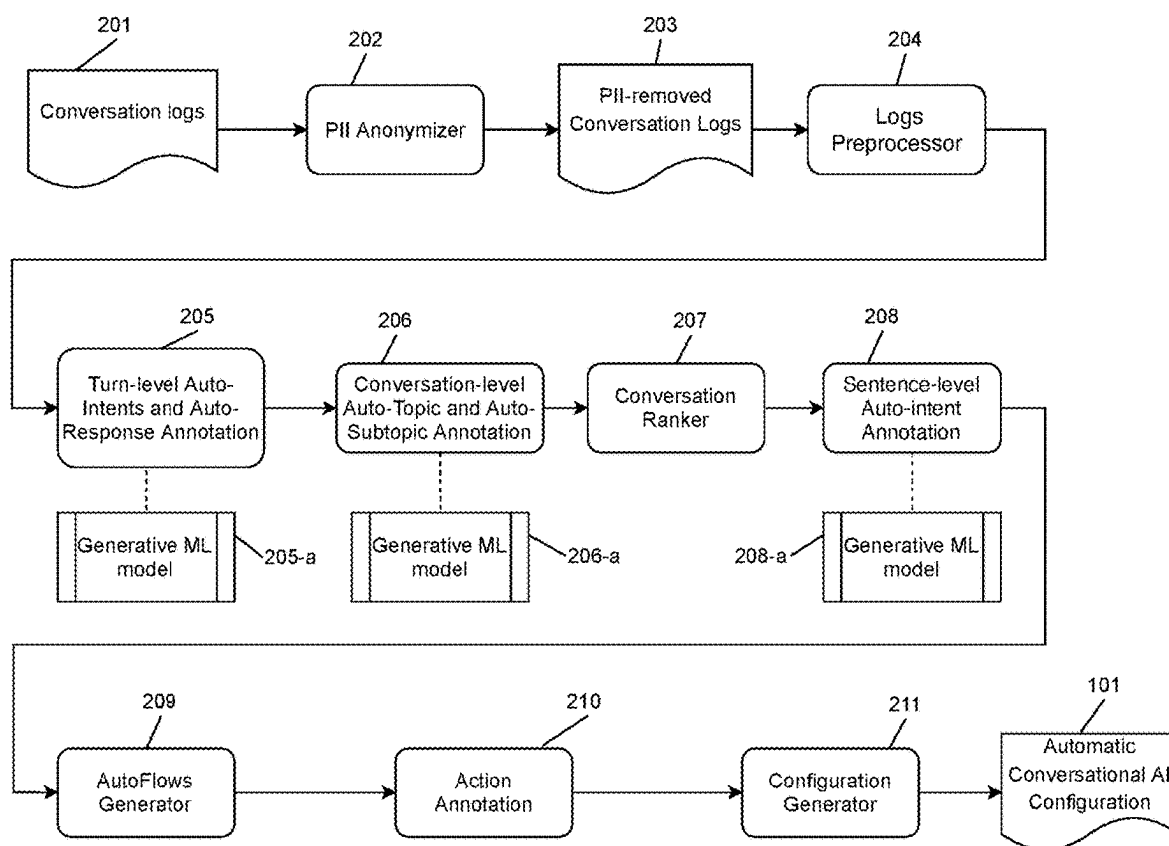 201
202
203
204
Conversation logs
PII Anonymizer
PII-removed
Conversation Logs
Logs
Preprocessor
205
206
207
208
Turn-level Auto-
Intents and Auto-
Response Annotation
Conversation-level
Auto-Topic and Auto-
Subtopic Annotation
Conversation
Ranker
Sentence-level
Auto-intent
Annotation
Generative ML
model
205-a
Generative ML
model
206-a
208-a
Generative ML
model
209
210
211
101
AutoFlows
Generator
Action
Annotation
Configuration
Generator
Automatic
Conversational AI
Configuration